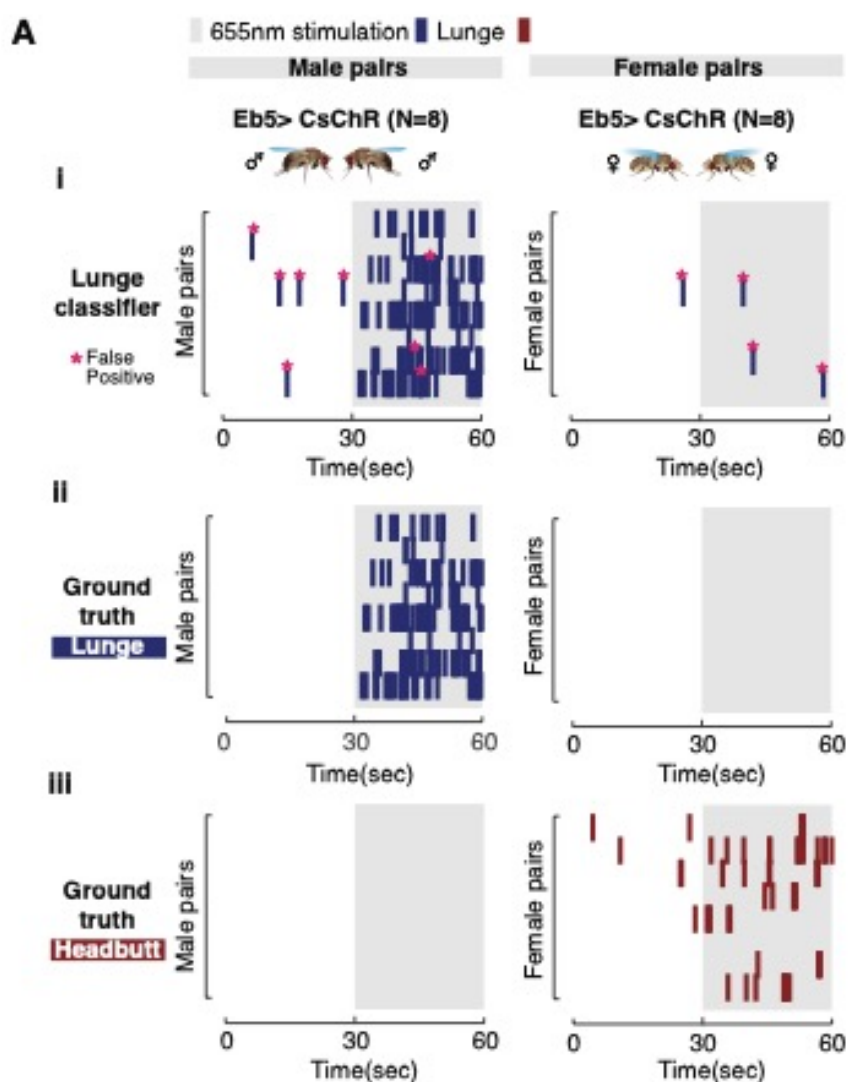 A
655nm stimulation Lunge
Male pairs Female pairs
Eb5> CsChR (N=8) Eb5> CsChR (N=8)
♂ ♂ ♀ ♀
i
Lunge
classifier
★ False
Positive
Male pairs
0 30 60
Time(sec)
Female pairs
0 30 60
Time(sec)
ii
Ground
truth
Lunge
Male pairs
0 30 60
Time(sec)
Female pairs
0 30 60
Time(sec)
iii
Ground
truth
Headbutt
Male pairs
0 30 60
Time(sec)
Female pairs
0 30 60
Time(sec)